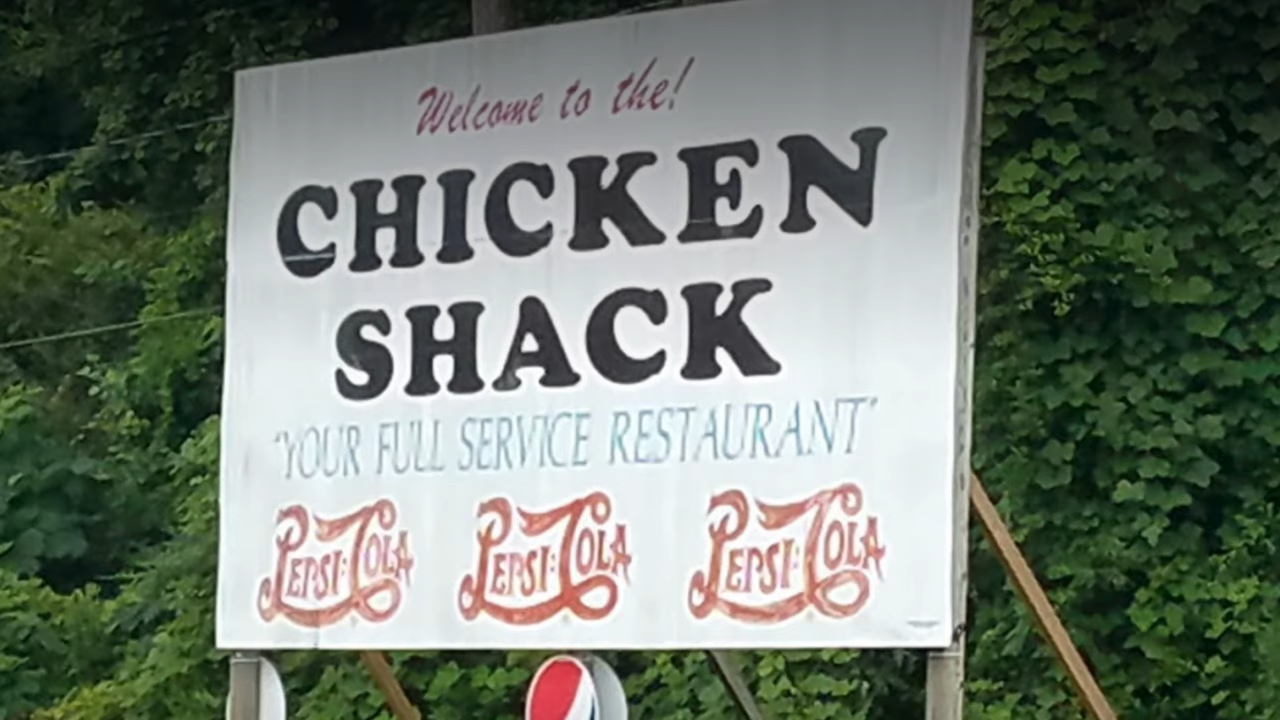 Welcome to the!
CHICKEN
SHACK
"YOUR FULL SERVICE RESTAURANT"
PEPSI:COLA PEPSI:COLA PEPSI:COLA